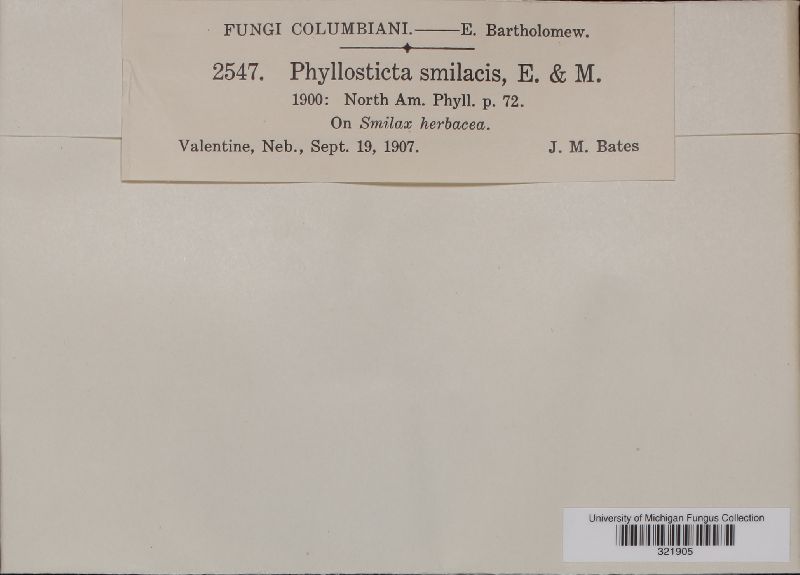 FUNGI COLUMBIANI.——E. Bartholomew.
2547. Phyllosticta smilacis, E. & M.
1900: North Am. Phyll. p. 72.
On Smilax herbacea.
Valentine, Neb., Sept. 19, 1907. J. M. Bates
University of Michigan Fungus Collection
321905